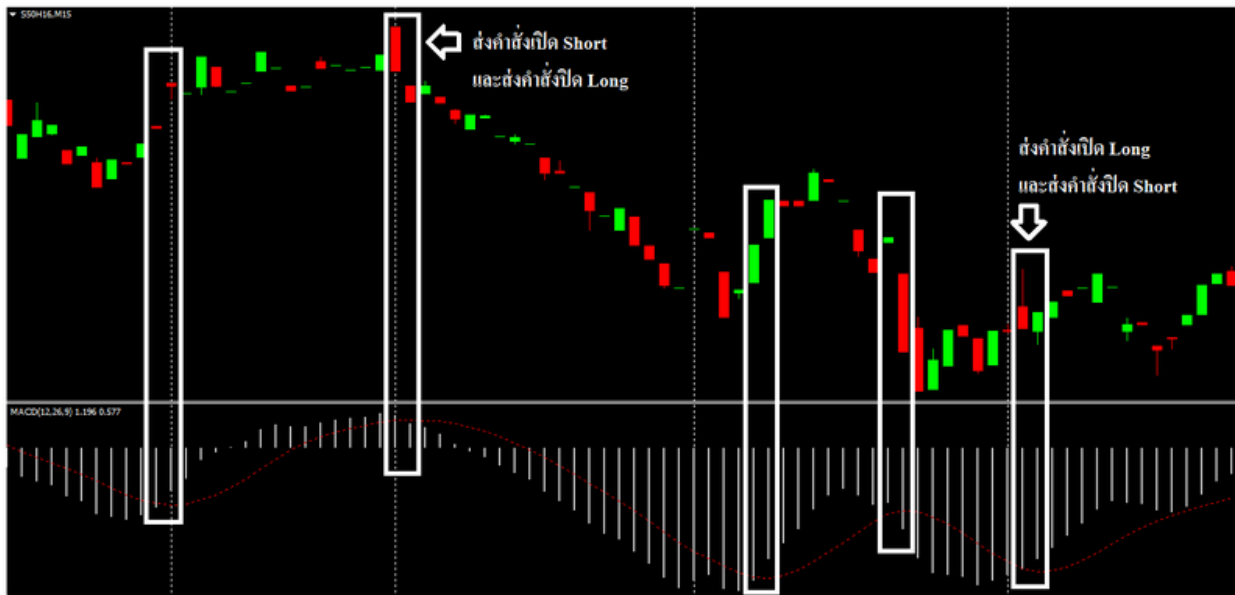 S50H16,M15
ส่งคำสั่งเปิด Short
และส่งคำสั่งปิด Long
ส่งคำสั่งเปิด Long
และส่งคำสั่งปิด Short
MACD(12,26,9) 1.196 0.577